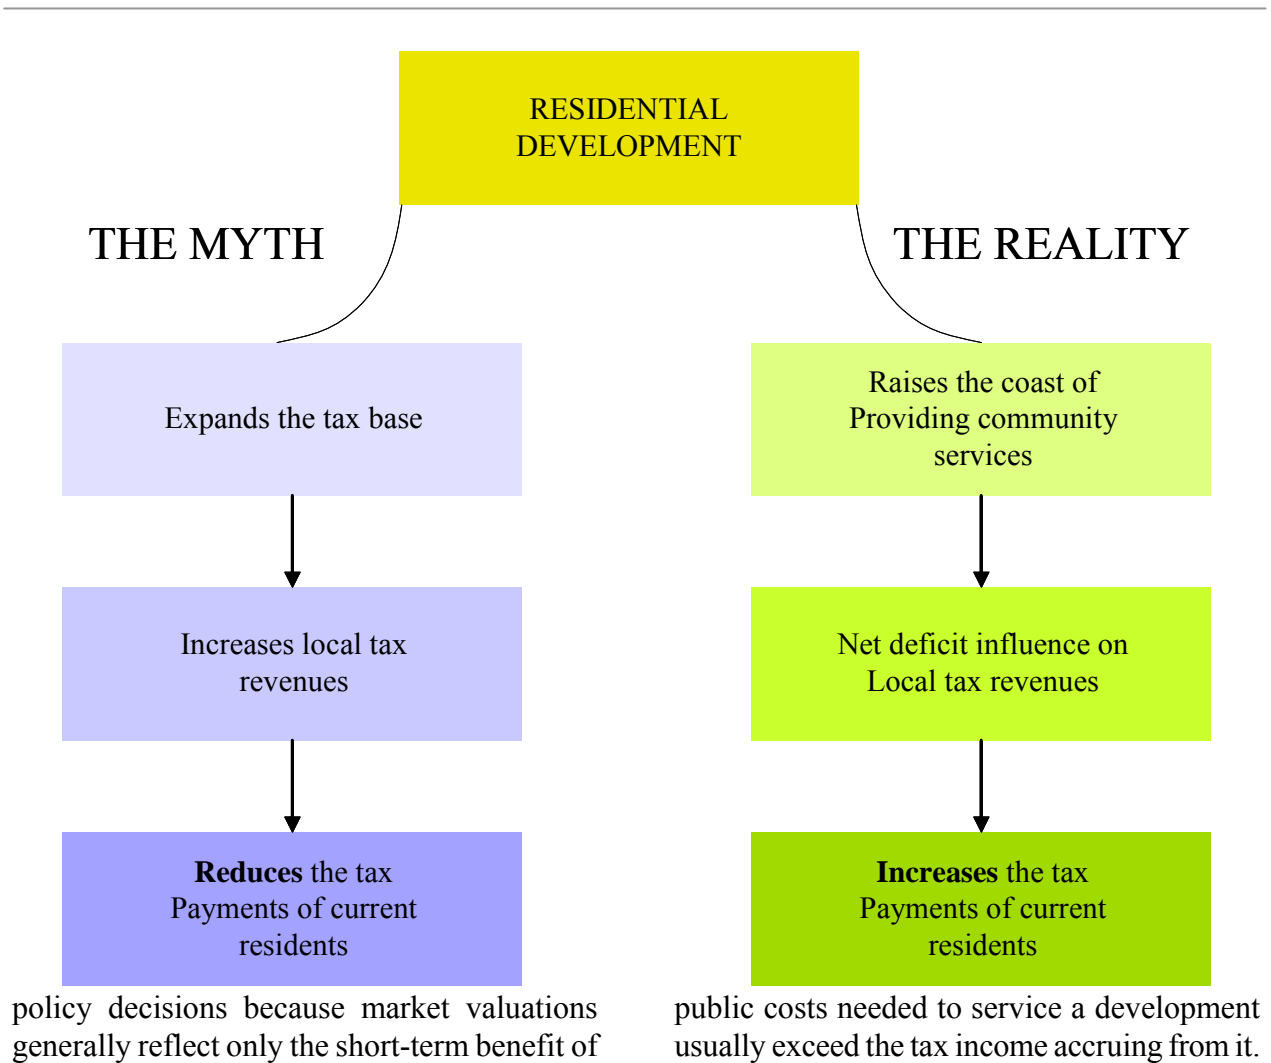 RESIDENTIAL
DEVELOPMENT
THE MYTH
THE REALITY
Expands the tax base
Increases local tax
revenues
Reduces the tax
Payments of current
residents
Raises the coast of
Providing community
services
Net deficit influence on
Local tax revenues
Increases the tax
Payments of current
residents
policy decisions because market valuations
generally reflect only the short-term benefit of
public costs needed to service a development
usually exceed the tax income accruing from it.